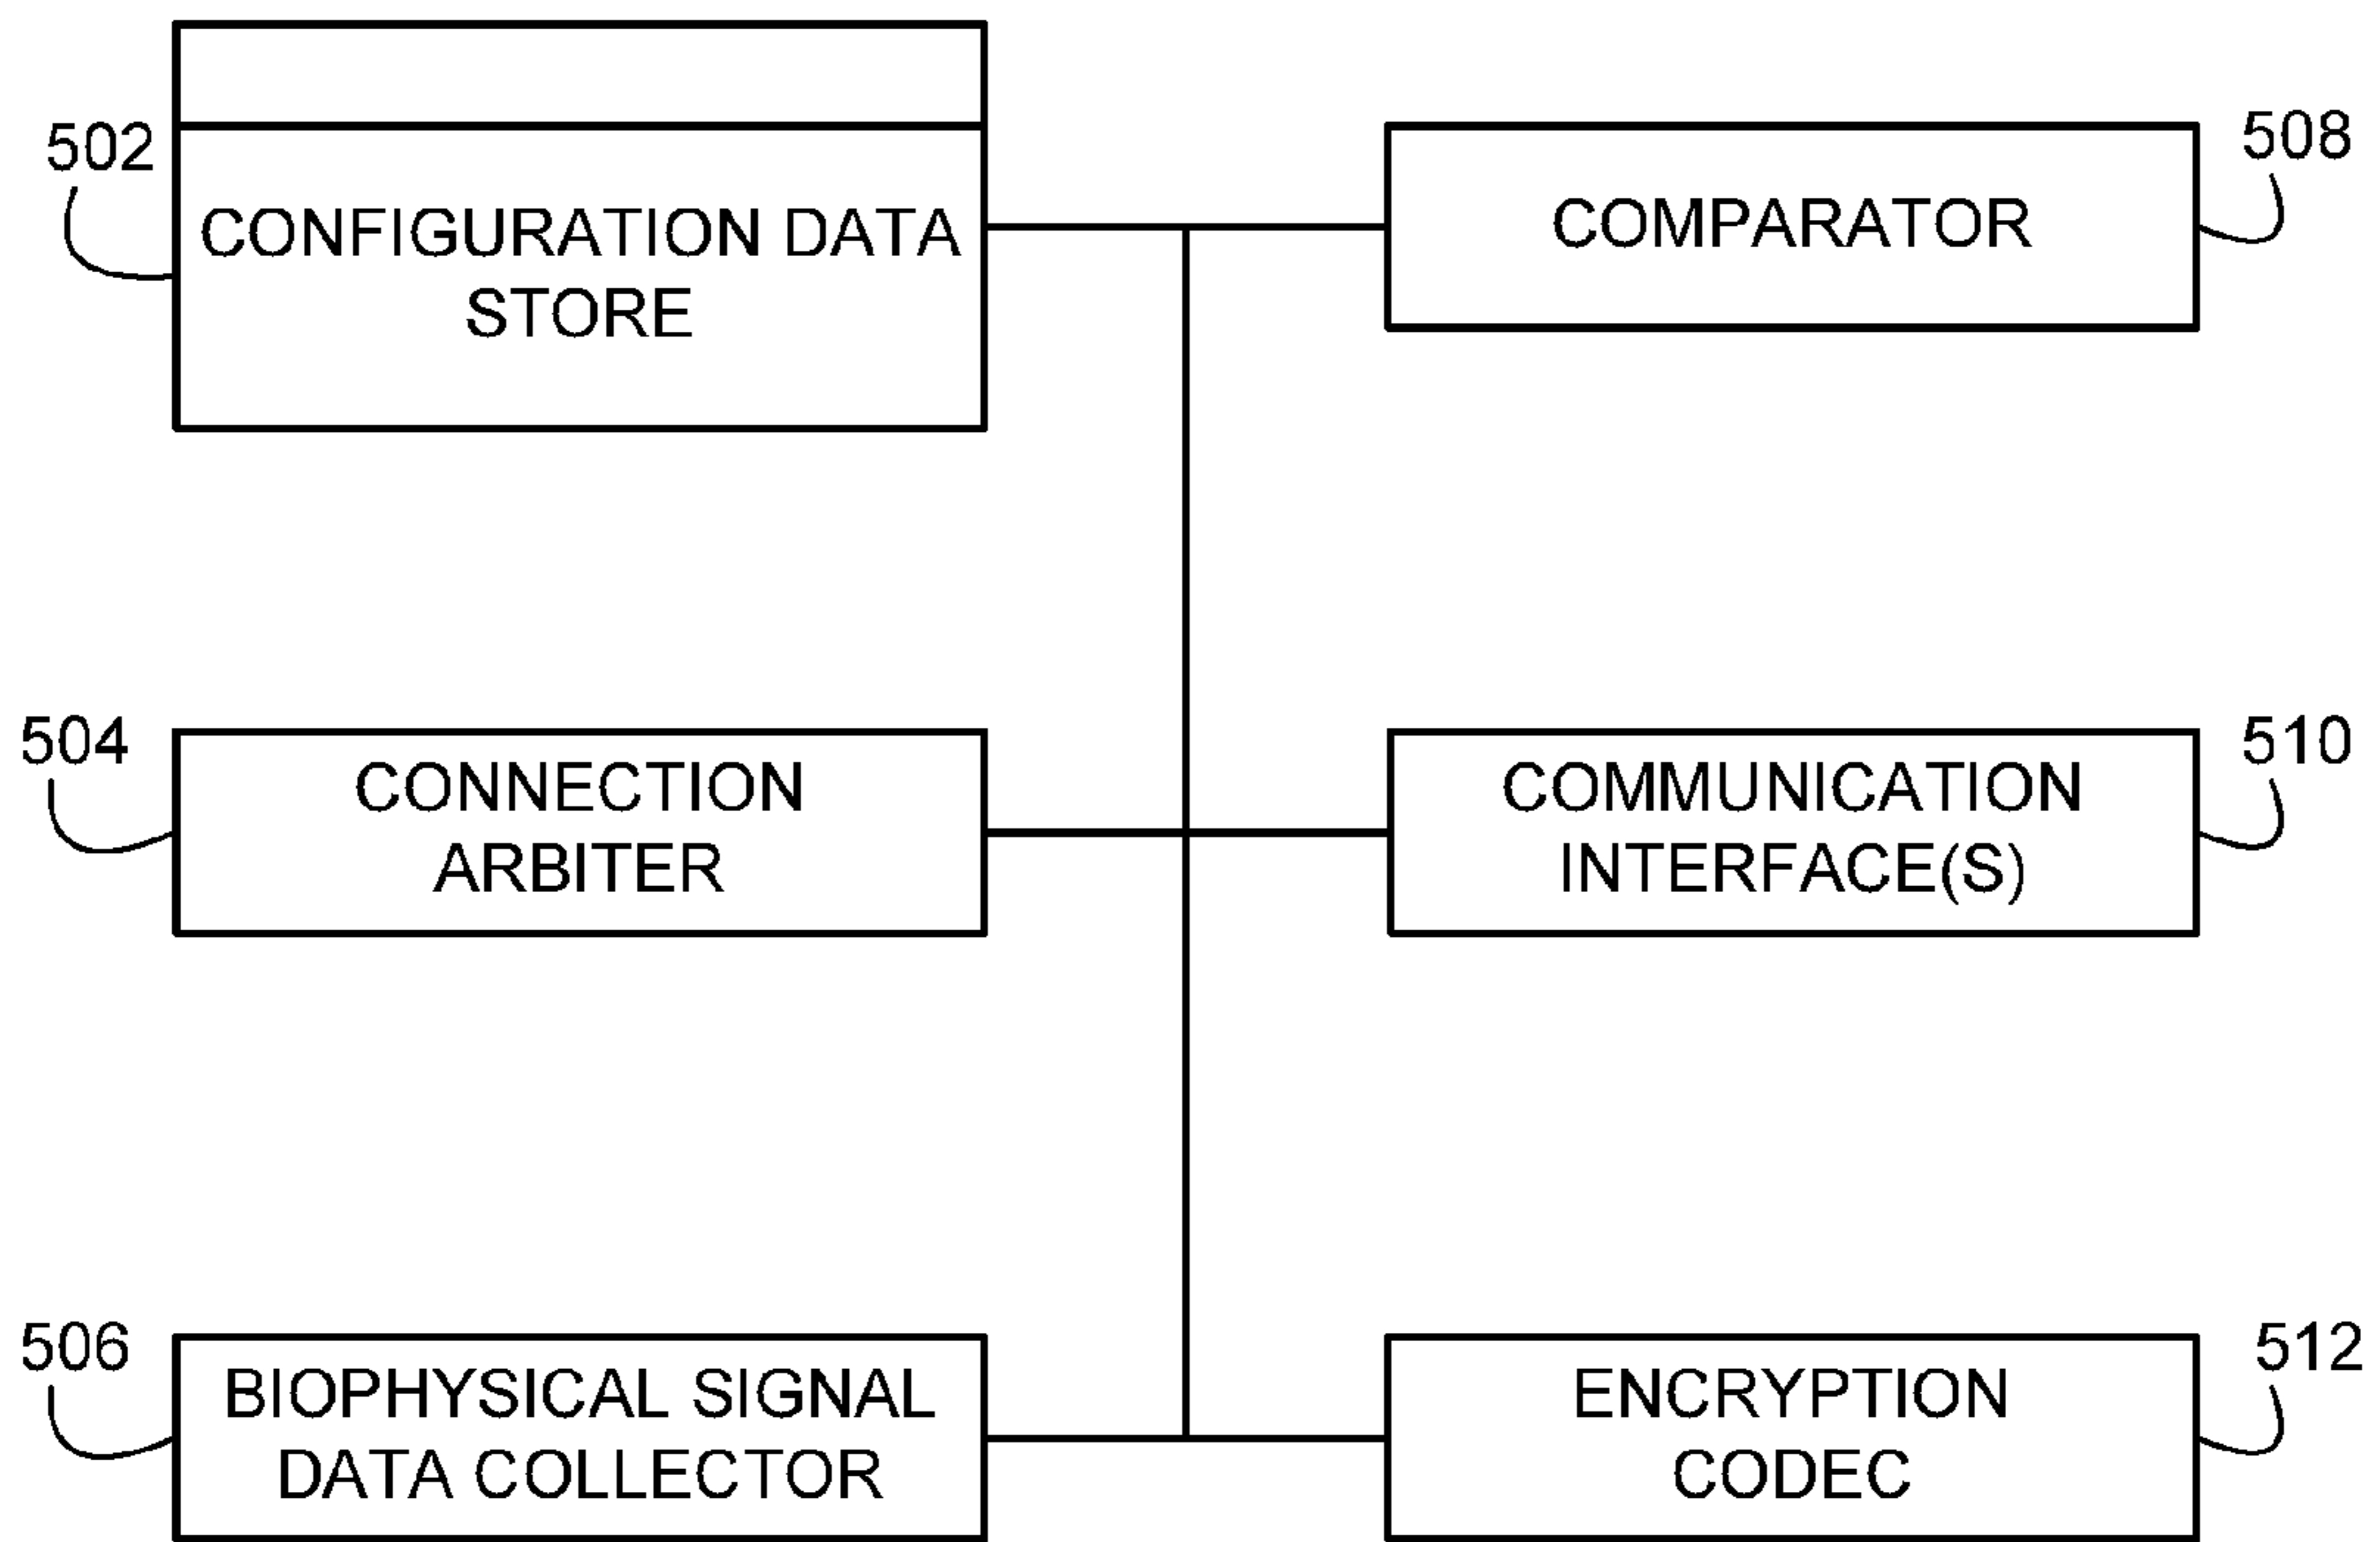 502
CONFIGURATION DATA
STORE
508
COMPARATOR
504
CONNECTION
ARBITER
510
COMMUNICATION
INTERFACE(S)
506
BIOPHYSICAL SIGNAL
DATA COLLECTOR
512
ENCRYPTION
CODEC